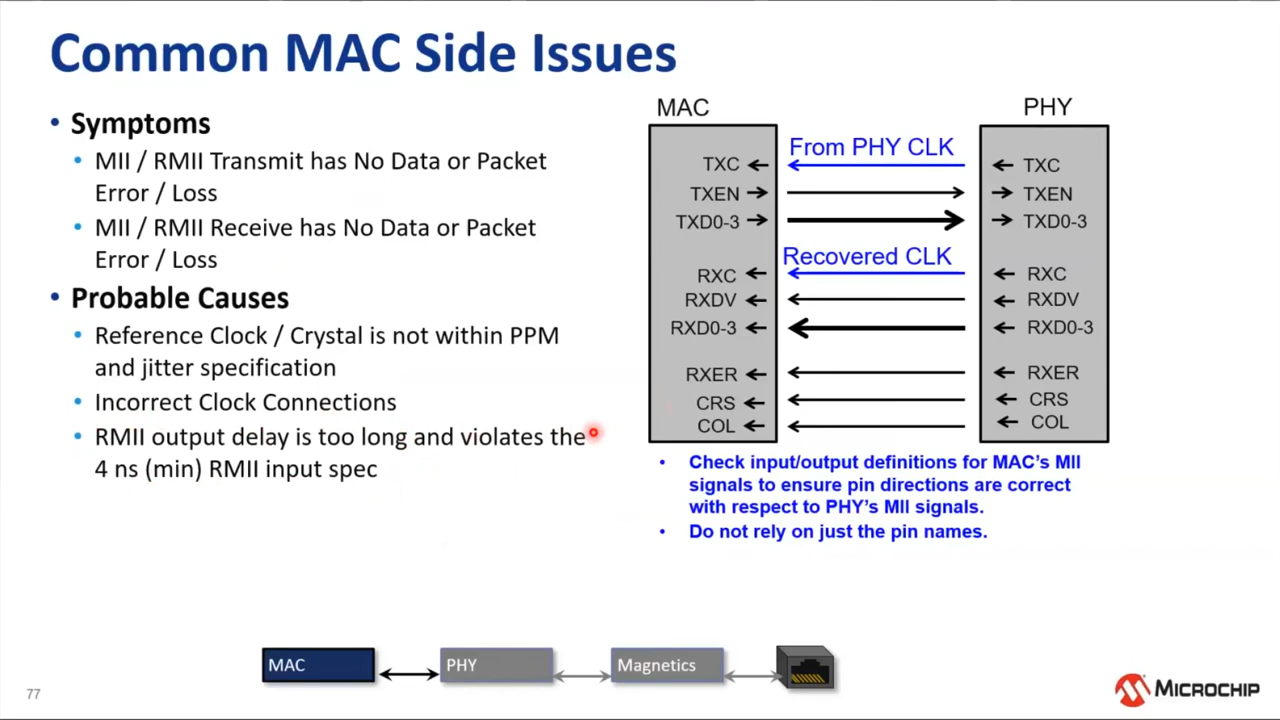 Common MAC Side Issues
• Symptoms
• MII / RMII Transmit has No Data or Packet
Error / Loss
• MII / RMII Receive has No Data or Packet
Error / Loss
• Probable Causes
• Reference Clock / Crystal is not within PPM
and jitter specification
• Incorrect Clock Connections
• RMII output delay is too long and violates the
4 ns (min) RMII input spec
MAC
PHY
From PHY CLK
TXC
TXC
TXEN
TXEN
TXD0-3
TXD0-3
Recovered CLK
RXC
RXC
RXDV
RXDV
RXD0-3
RXD0-3
RXER
RXER
CRS
CRS
COL
COL
• Check input/output definitions for MAC's MII
signals to ensure pin directions are correct
with respect to PHY's MII signals.
• Do not rely on just the pin names.
MAC
PHY
Magnetics
77
MICROCHIP